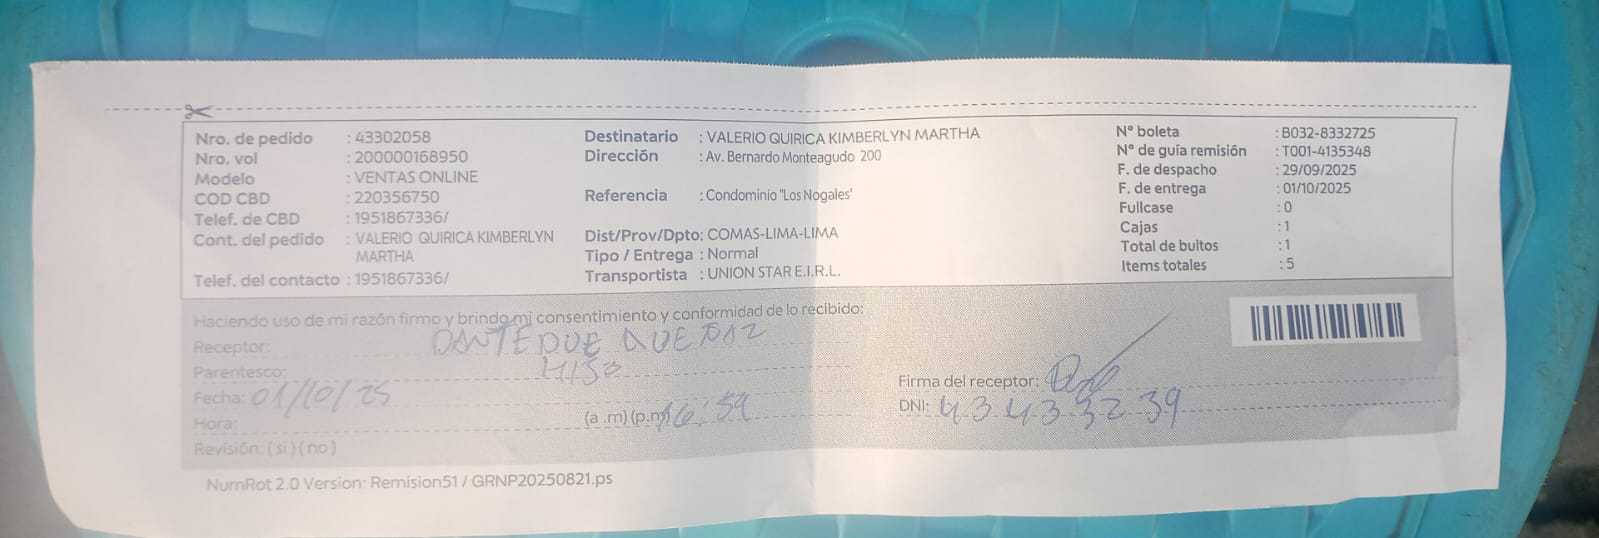 Nro. de pedido : 43302058
Nro. vol : 200000168950
Modelo : VENTAS ONLINE
COD CBD : 220356750
Telef. de CBD : 1951867336/
Cont. del pedido : VALERIO QUIRICA KIMBERLYN
MARTHA
Telef. del contacto : 1951867336/
Destinatario : VALERIO QUIRICA KIMBERLYN MARTHA
Dirección : Av. Bernardo Monteagudo 200
Referencia : Condominio "Los Nogales"
Dist/Prov/Dpto: COMAS-LIMA-LIMA
Tipo / Entrega : Normal
Transportista : UNION STAR E.I.R.L.
N° boleta : B032-8332725
N° de guía remisión : T001-4135348
F. de despacho : 29/09/2025
F. de entrega : 01/10/2025
Fullcase : 0
Cajas : 1
Total de bultos : 1
Items totales : 5
Haciendo uso de mi razón firmo y brindo mi consentimiento y conformidad de lo recibido:
Receptor: DANTE
Parentesco:
Fecha: 01/10/25
Hora: (a .m) (p.m) 16:59
Revisión: ( si ) ( no )
Firma del receptor:
DNI: 43433239
NumRot 2.0 Version: Remision51 / GRNP20250821.ps